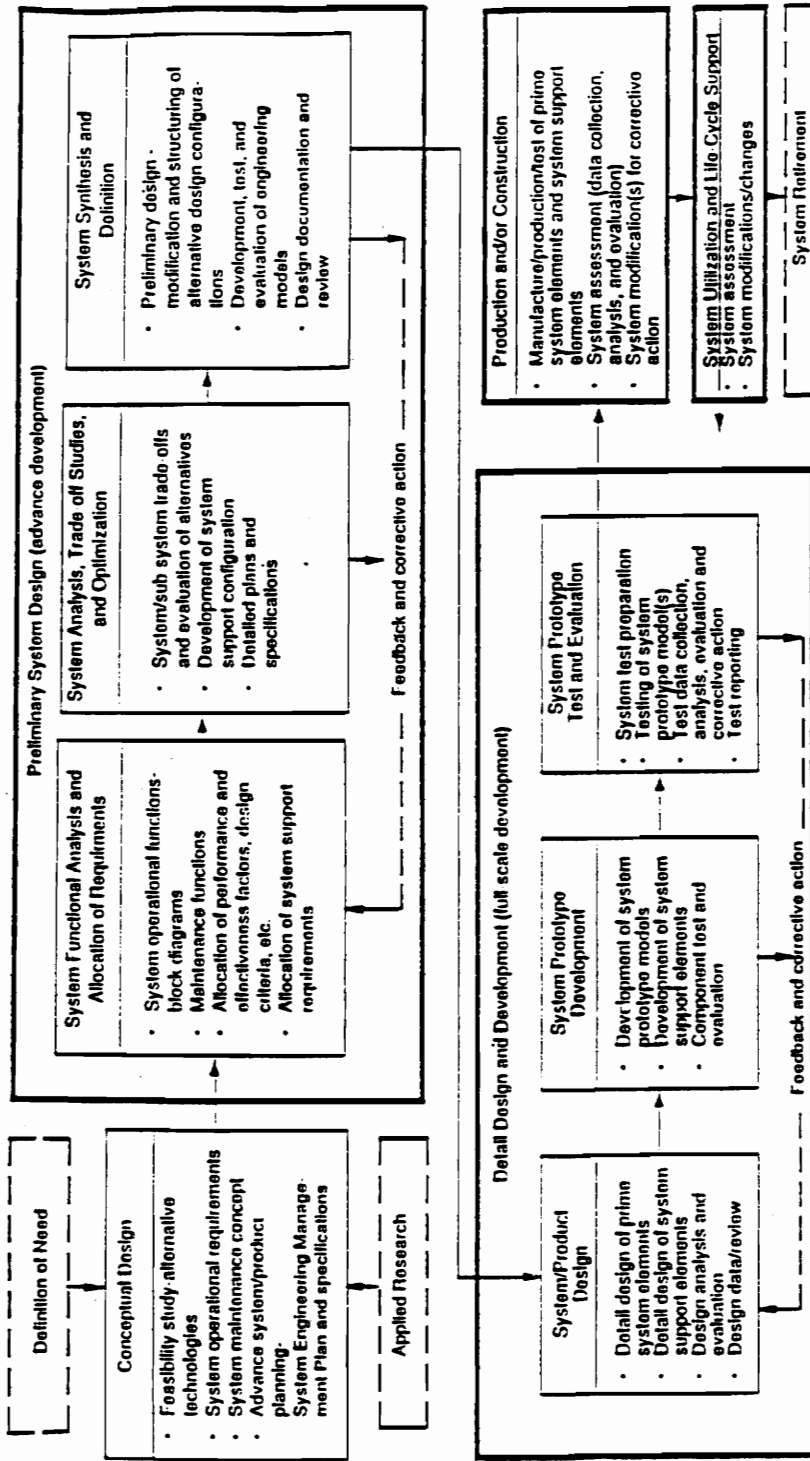 Definition of Need
Conceptual Design
• Feasibility study-alternative
technologies
• System operational requirements
• System maintenance concept
• Advance system/product
planning-
System Engineering Manage-
ment Plan and specifications
Applied Research
Preliminary System Design (advance development)
System Functional Analysis and
Allocation of Requirments
• System operational functions-
block diagrams
• Maintenance functions
• Allocation of performance and
effectiveness factors, design
criteria, etc.
• Allocation of system support
requirements
System Analysis, Trade off Studies,
and Optimization
• System/sub system trade-offs
and evaluation of alternatives
• Development of system
support configuration
• Detailed plans and
specifications
System Synthesis and
Definition
• Preliminary design -
modification and structuring of
alternative design configura-
tions
• Development, test, and
evaluation of engineering
models
• Design documentation and
review
Feedback and corrective action
Detail Design and Development (full scale development)
System/Product
Design
• Detail design of prime
system elements
• Detail design of system
support elements
• Design analysis and
evaluation
• Design data/review
System Prototype
Development
• Development of system
prototype models
• Development of system
support elements
• Component test and
evaluation
System Prototype
Test and Evaluation
• System test preparation
• Testing of system
prototype model(s)
• Test data collection,
analysis, evaluation and
corrective action
• Test reporting
Feedback and corrective action
Production and/or Construction
• Manufacture/production/test of prime
system elements and system support
elements
• System assessment (data collection,
analysis, and evaluation)
• System modification(s) for corrective
action
System Utilization and Life-Cycle Support
• System assessment
• System modifications/changes
System Retirement